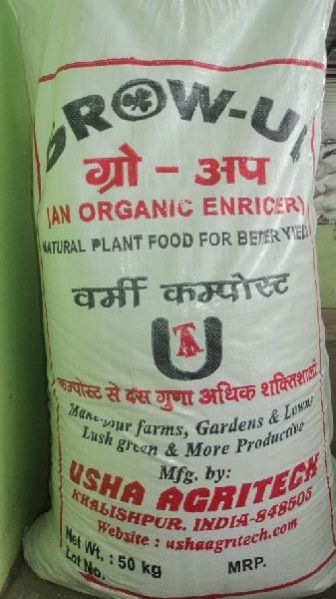 GROW-UP
ग्रो - अप
(AN ORGANIC ENRICER)
NATURAL PLANT FOOD FOR BETER YIELD
वर्मी कम्पोस्ट
UAT
कम्पोस्ट से दस गुणा अधिक शक्तिशाली
Make your farms, Gardens & Lowns
Lush green & More Productive
Mfg. by:
USHA AGRITECH
KHALISHPUR, INDIA-848505
Website : ushaagritech.com
Net Wt. : 50 kg
Lot No.
MRP.